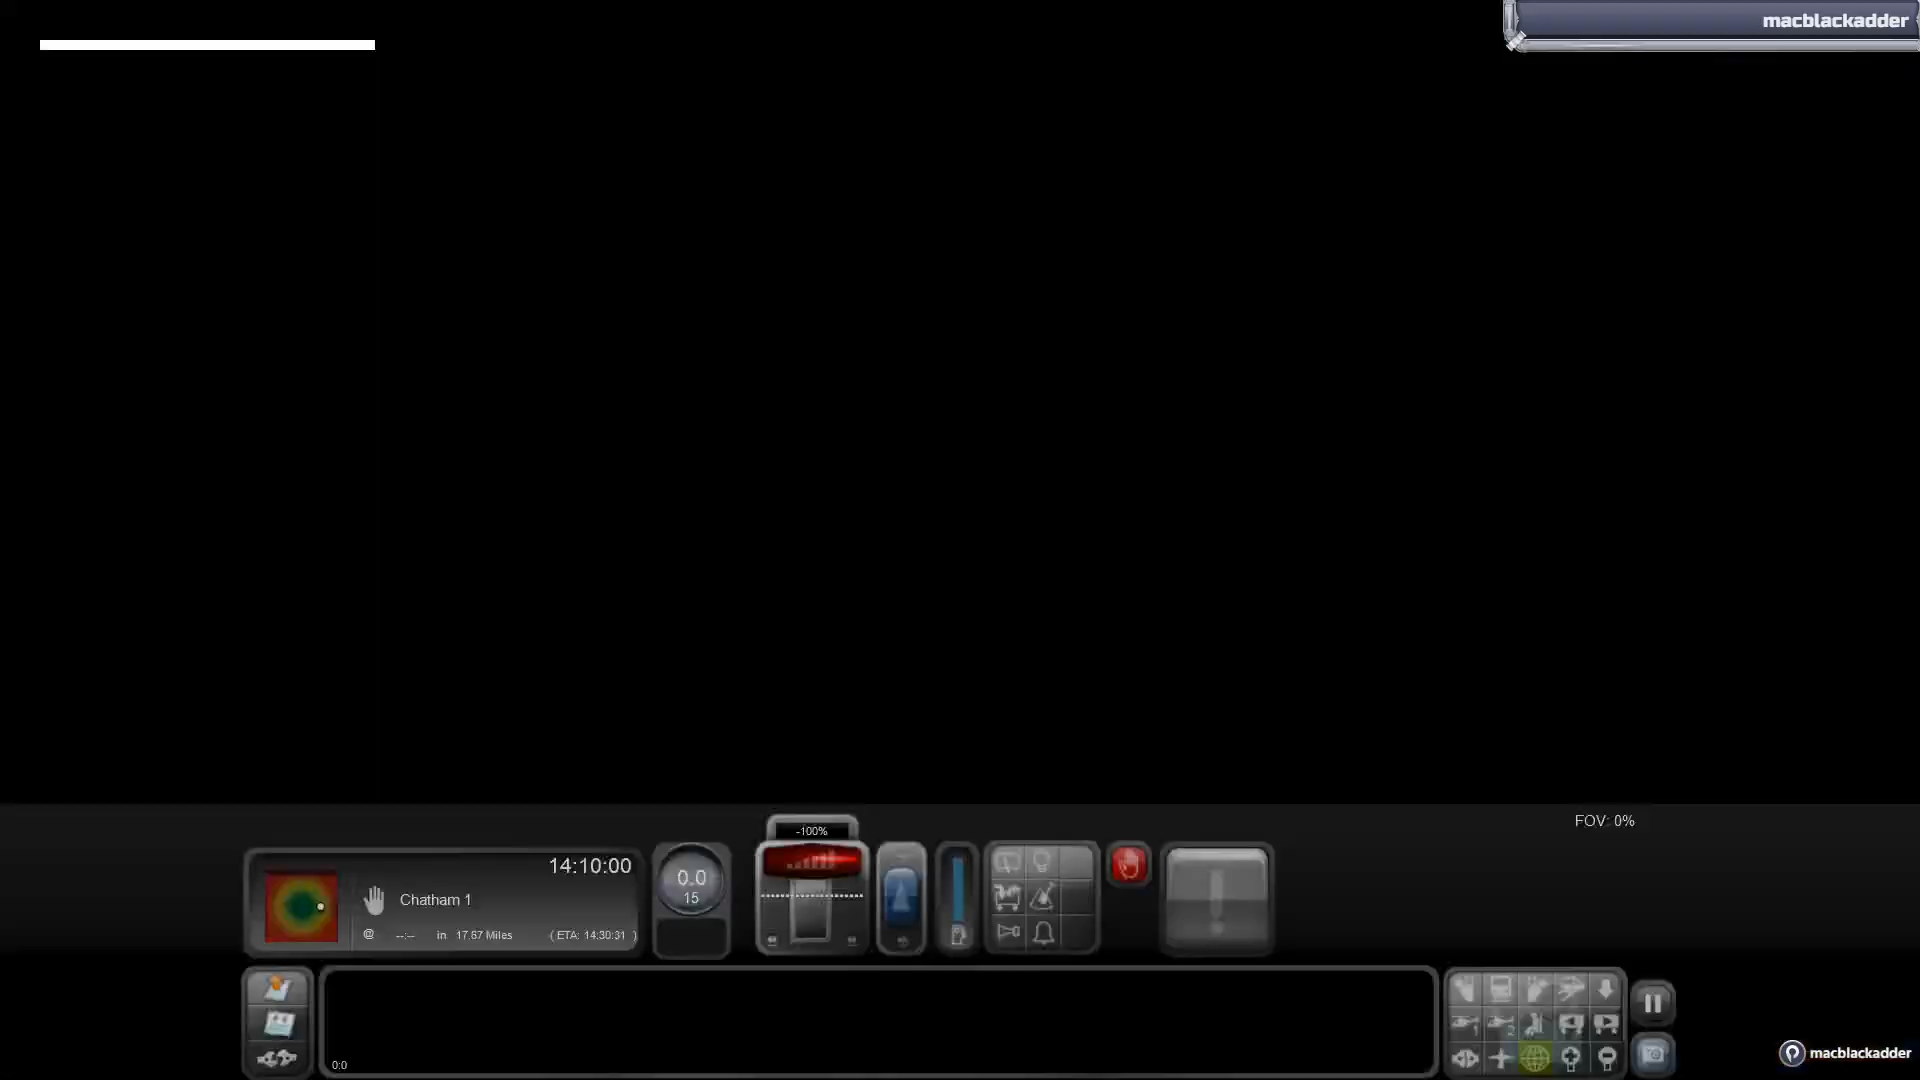 macblackadder
FOV: 0%
-100%
14:10:00
0.0
15
Chatham 1
@ --:-- in 17.67 Miles ( ETA: 14:30:31 )
0:0
macblackadder